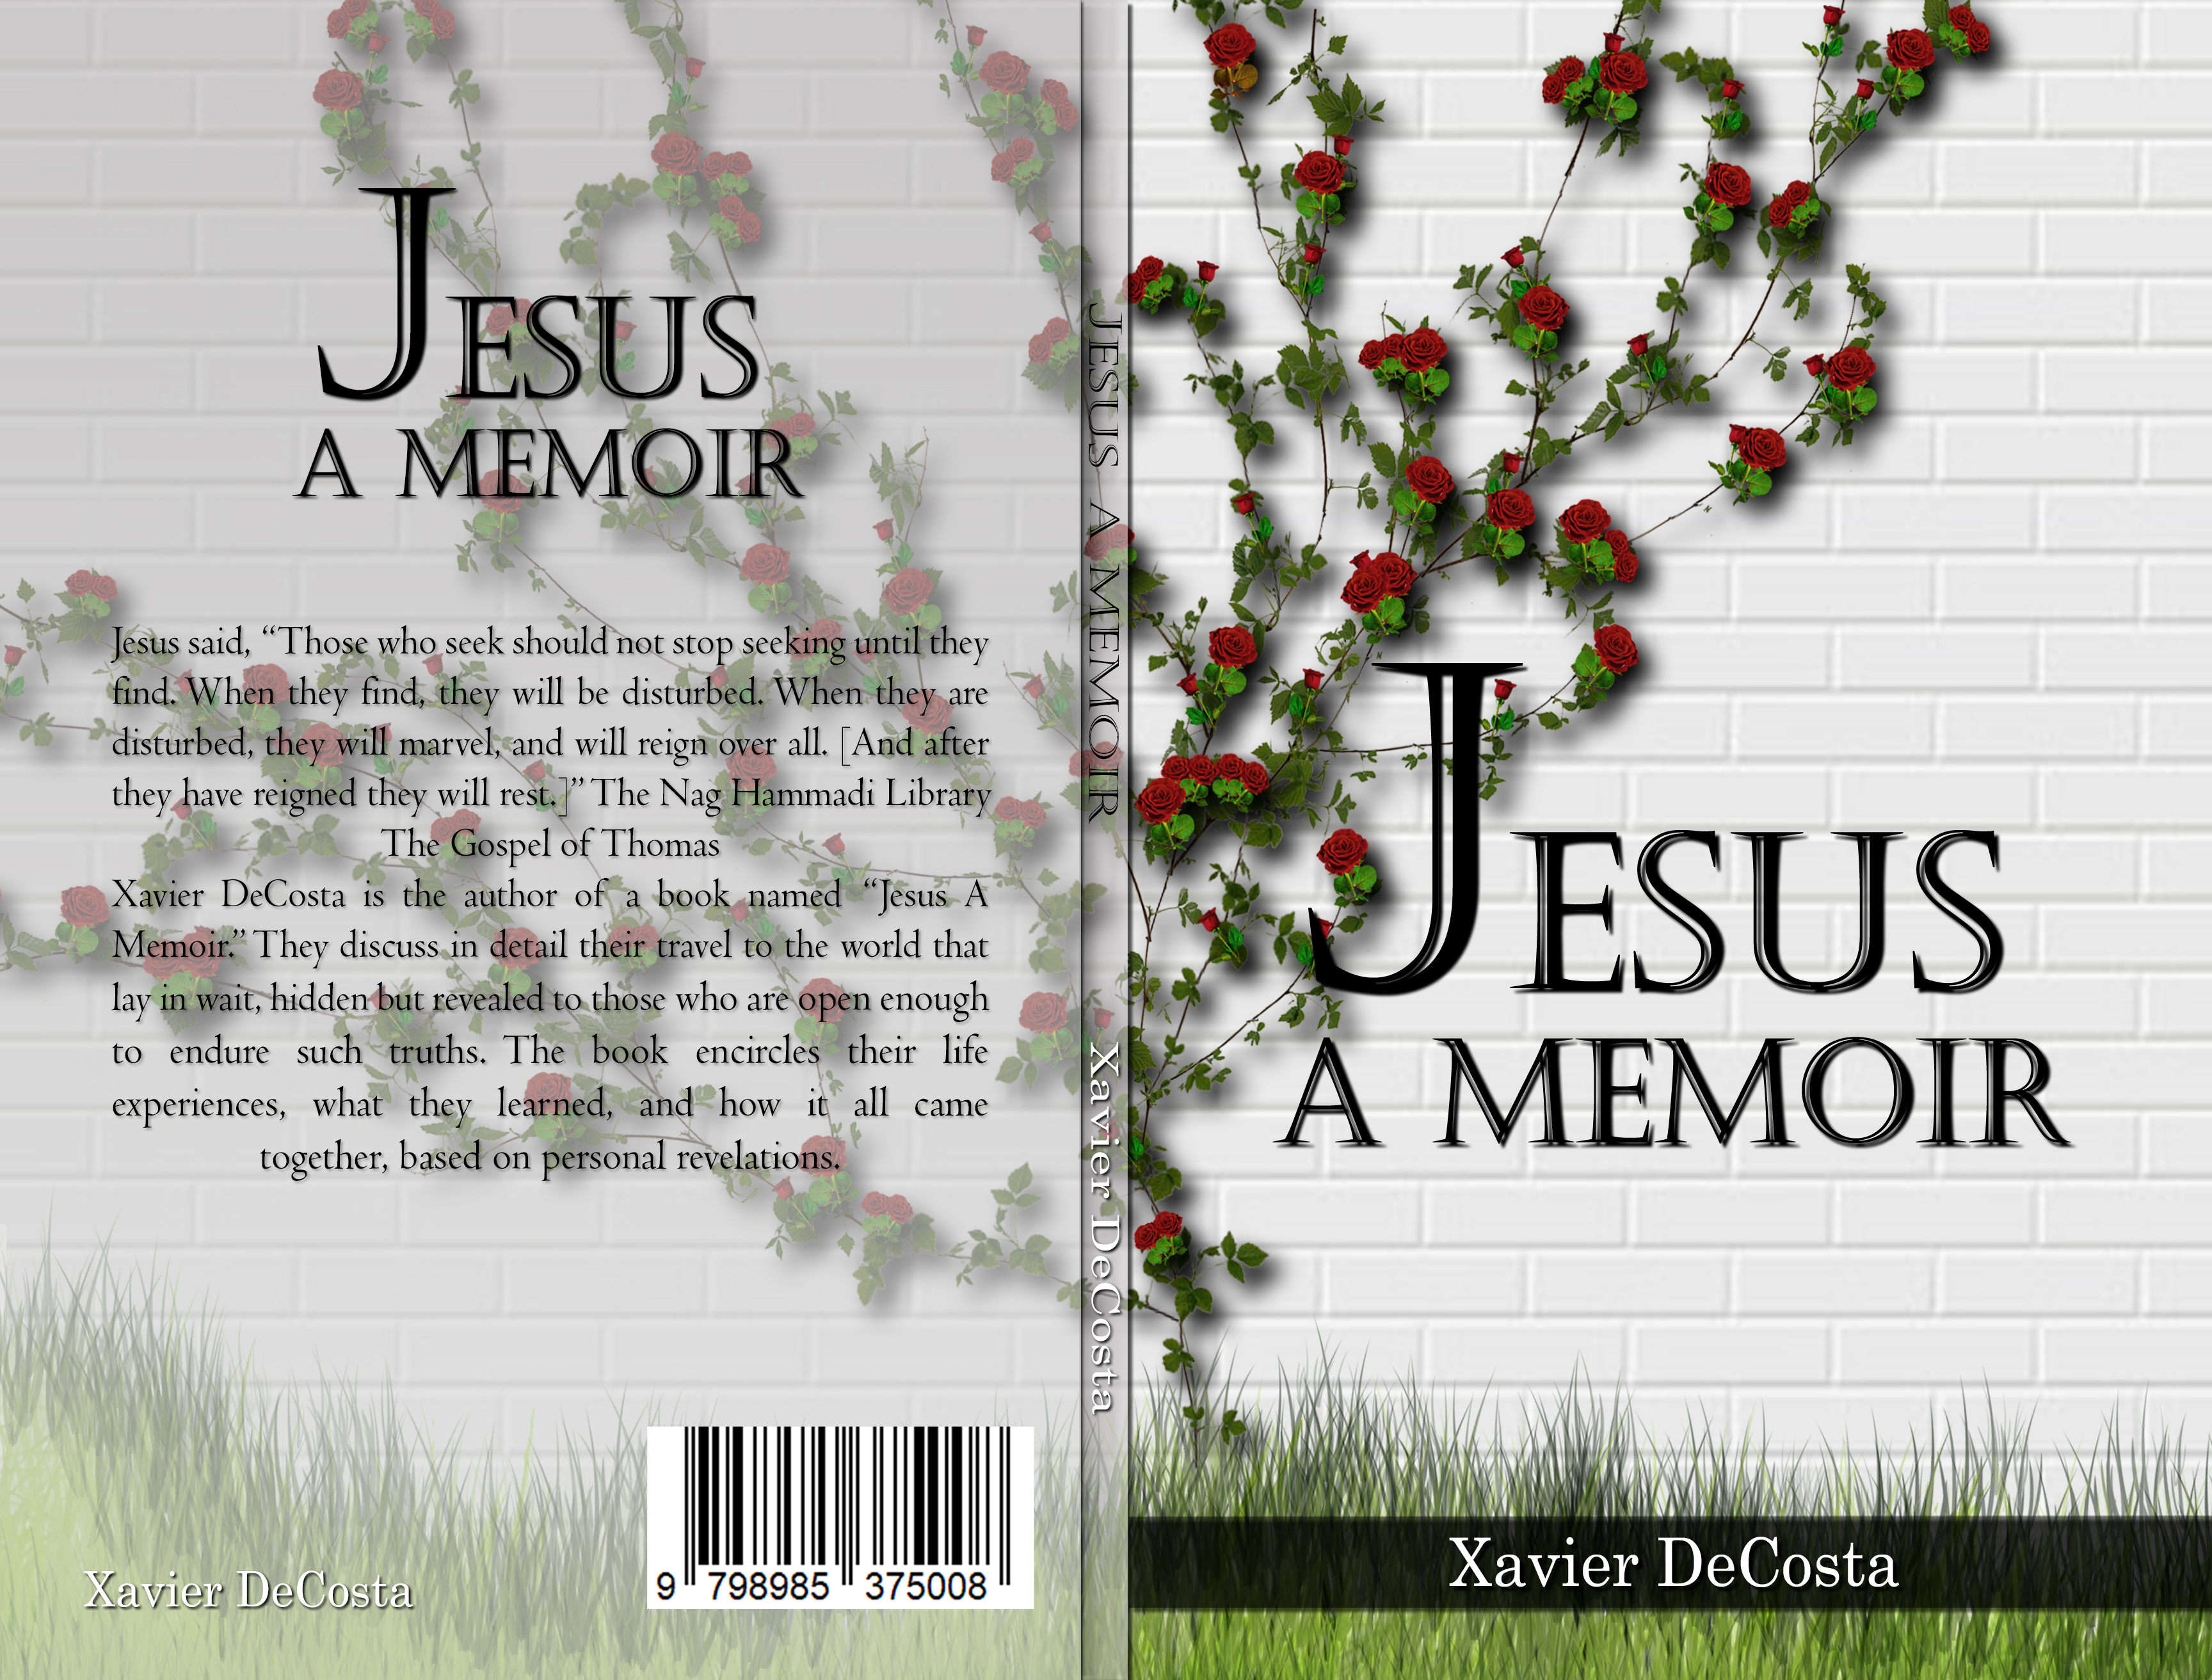 JESUS
A MEMOIR
Jesus said, “Those who seek should not stop seeking until they
find. When they find, they will be disturbed. When they are
disturbed, they will marvel, and will reign over all. [And after
they have reigned they will rest.]” The Nag Hammadi Library
The Gospel of Thomas
Xavier DeCosta is the author of a book named “Jesus A
Memoir.” They discuss in detail their travel to the world that
lay in wait, hidden but revealed to those who are open enough
to endure such truths. The book encircles their life
experiences, what they learned, and how it all came
together, based on personal revelations.
Xavier DeCosta
9 798985 375008
JESUS A MEMOIR Xavier DeCosta
JESUS
A MEMOIR
Xavier DeCosta